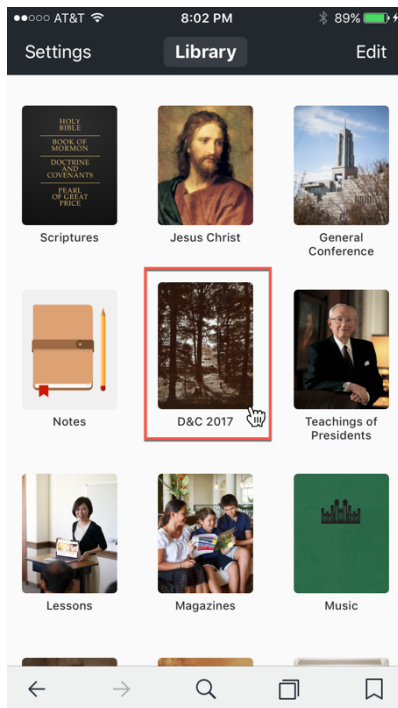 AT&T 8:02 PM 89%
Settings Library Edit
HOLY
BIBLE
BOOK OF
MORMON
DOCTRINE
AND
COVENANTS
PEARL
OF GREAT
PRICE
Scriptures
Jesus Christ
General
Conference
Notes
D&C 2017
Teachings of
Presidents
Lessons
Magazines
Music